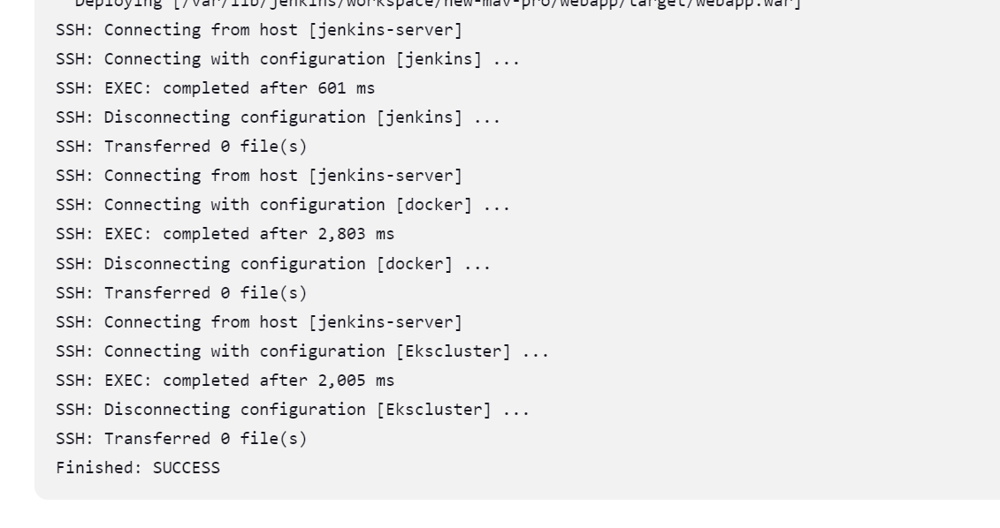 Deploying [/var/lib/jenkins/workspace/new-mav-pro/webapp/target/webapp.war]
SSH: Connecting from host [jenkins-server]
SSH: Connecting with configuration [jenkins] ...
SSH: EXEC: completed after 601 ms
SSH: Disconnecting configuration [jenkins] ...
SSH: Transferred 0 file(s)
SSH: Connecting from host [jenkins-server]
SSH: Connecting with configuration [docker] ...
SSH: EXEC: completed after 2,803 ms
SSH: Disconnecting configuration [docker] ...
SSH: Transferred 0 file(s)
SSH: Connecting from host [jenkins-server]
SSH: Connecting with configuration [Ekscluster] ...
SSH: EXEC: completed after 2,005 ms
SSH: Disconnecting configuration [Ekscluster] ...
SSH: Transferred 0 file(s)
Finished: SUCCESS